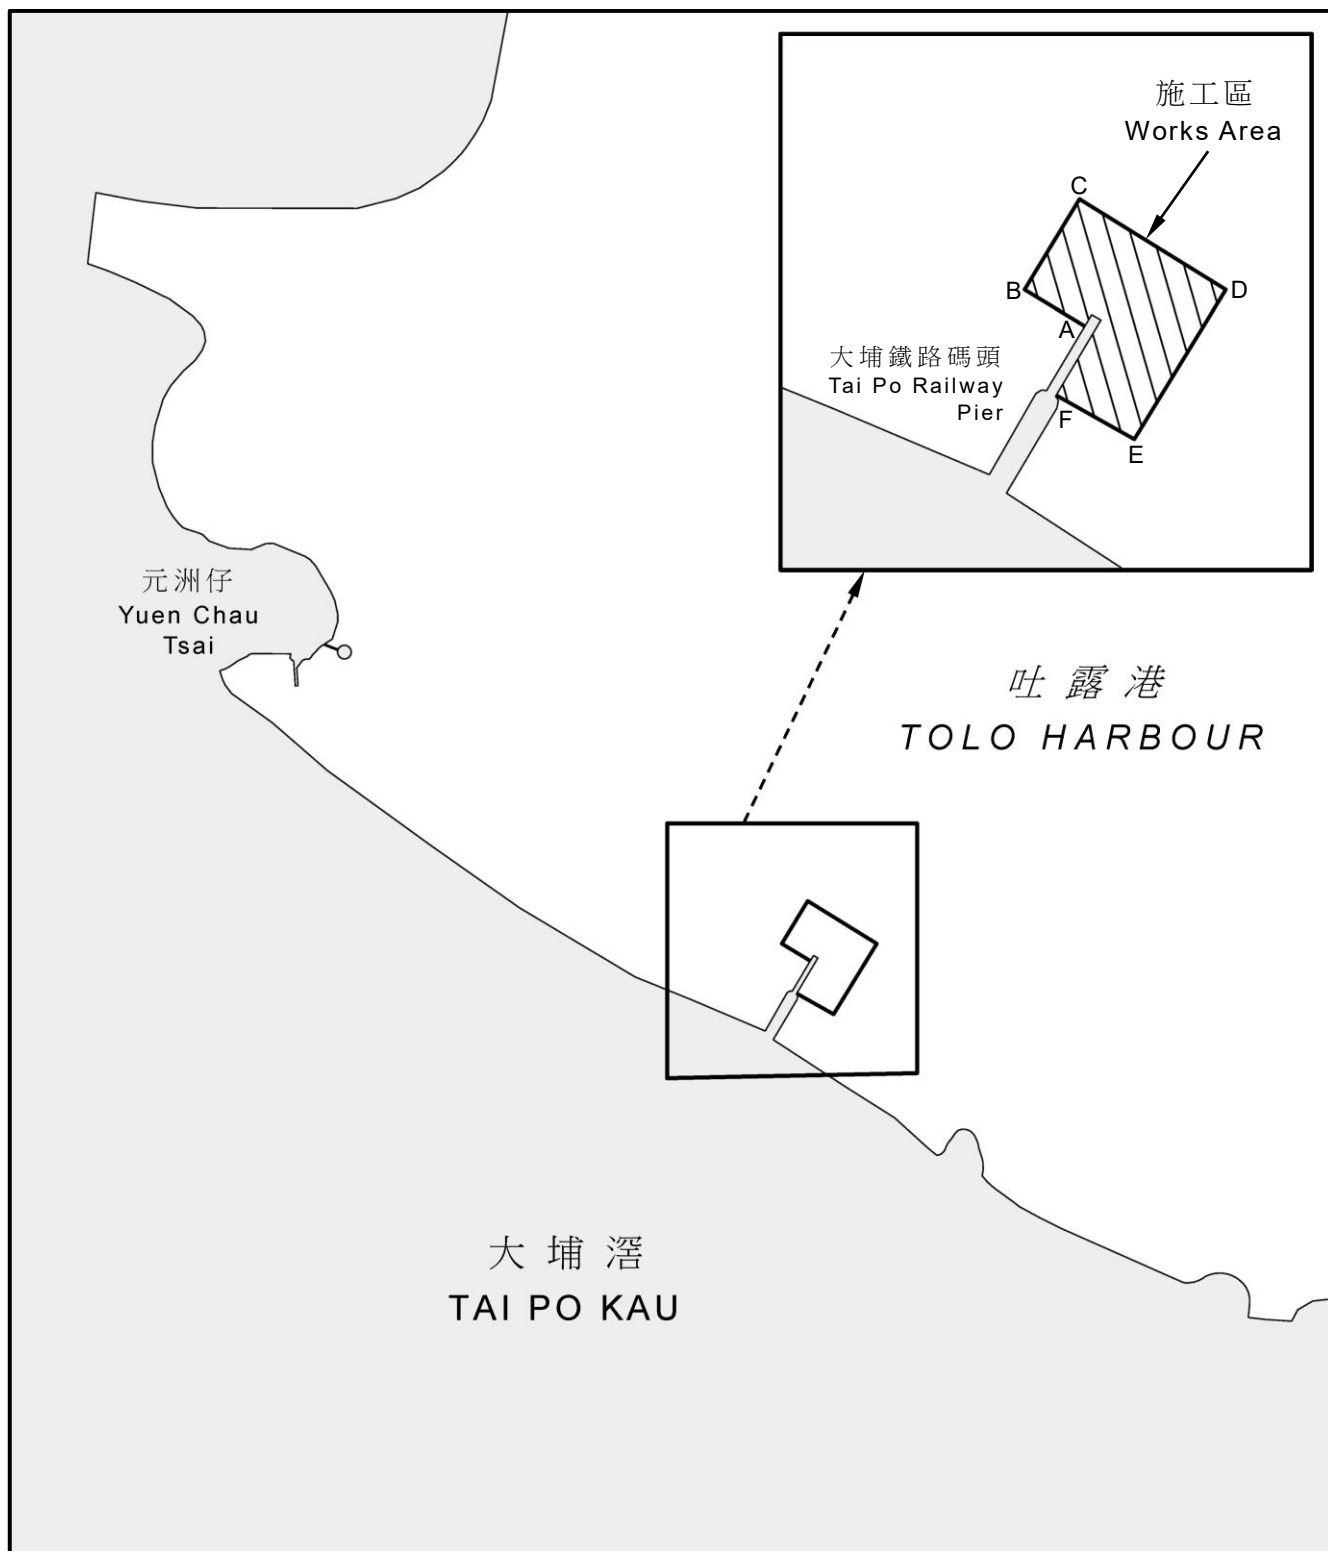 施工區
Works Area
C
B
D
A
大埔鐵路碼頭
Tai Po Railway
Pier
F
E
元洲仔
Yuen Chau
Tsai
吐露港
TOLO HARBOUR
大埔滘
TAI PO KAU